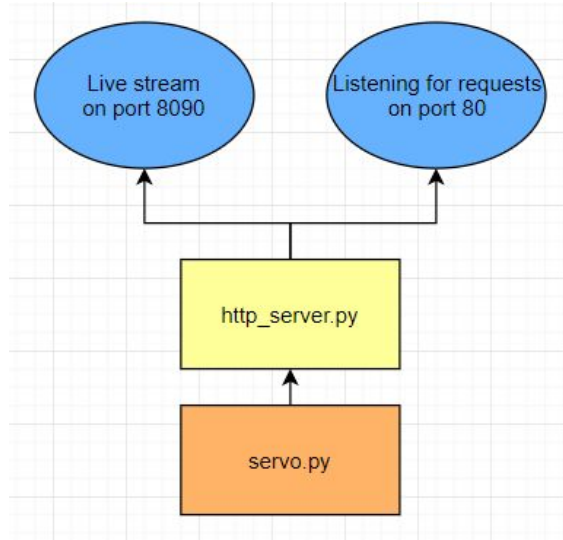 Live stream
on port 8090
Listening for requests
on port 80
http_server.py
servo.py